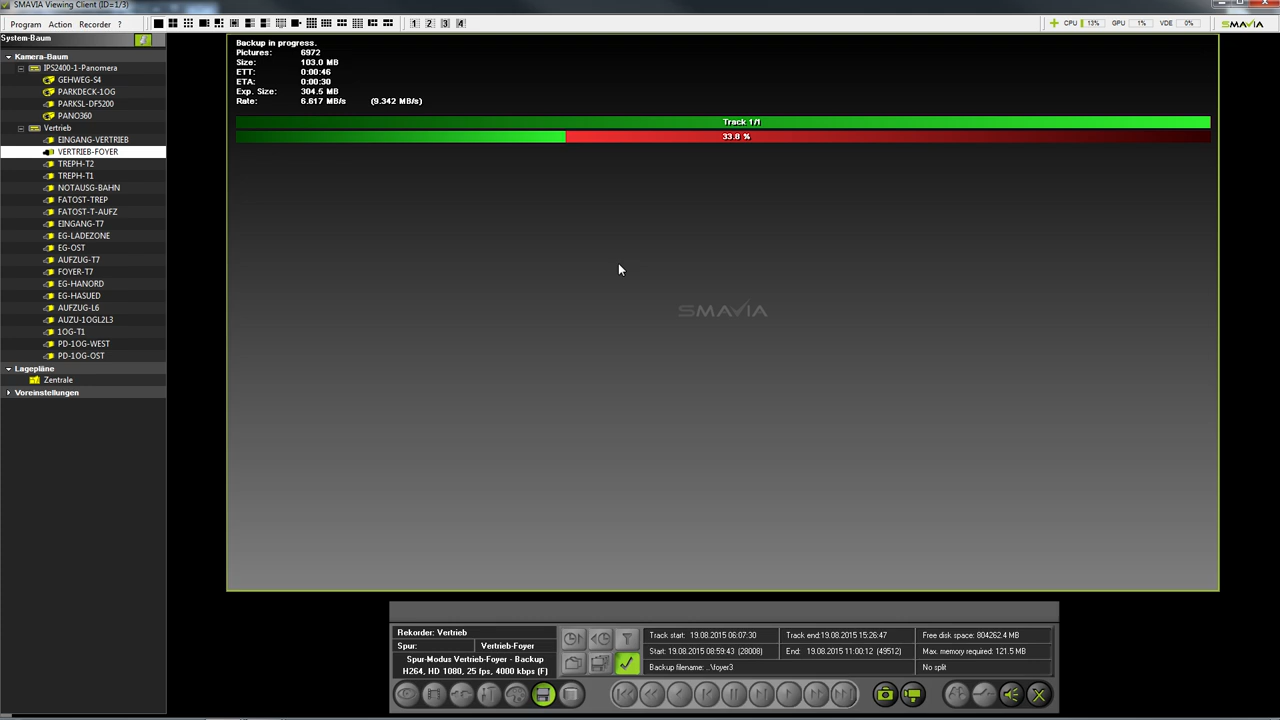 SMAVIA Viewing Client (ID=1/3)
Program Action Recorder ?
1 2 3 4
CPU 13% GPU 1% VDE 0%
SMAVIA
System-Baum
Kamera-Baum
IPS2400-1-Panomera
GEHWEG-S4
PARKDECK-1OG
PARKSL-DF5200
PANO360
Vertrieb
EINGANG-VERTRIEB
VERTRIEB-FOYER
TREPH-T2
TREPH-T1
NOTAUSG-BAHN
FATOST-TREP
FATOST-T-AUFZ
EINGANG-T7
EG-LADEZONE
EG-OST
AUFZUG-T7
FOYER-T7
EG-HANORD
EG-HASUED
AUFZUG-L6
AUZU-1OGL2L3
1OG-T1
PD-1OG-WEST
PD-1OG-OST
Lagepläne
Zentrale
Voreinstellungen
Backup in progress.
Pictures: 6972
Size: 103.0 MB
ETT: 0:00:46
ETA: 0:00:30
Exp. Size: 304.5 MB
Rate: 6.617 MB/s (9.342 MB/s)
Track 1/1
33.8 %
SMAVIA
Rekorder: Vertrieb
Spur: Vertrieb-Foyer
Spur-Modus Vertrieb-Foyer - Backup
H264, HD 1080, 25 fps, 4000 kbps (F)
Track start: 19.08.2015 06:07:30
Track end:19.08.2015 15:26:47
Free disk space: 804262.4 MB
Start: 19.08.2015 08:59:43 (28008)
End: 19.08.2015 11:00:12 (49512)
Max. memory required: 121.5 MB
Backup filename: ..\foyer3
No split